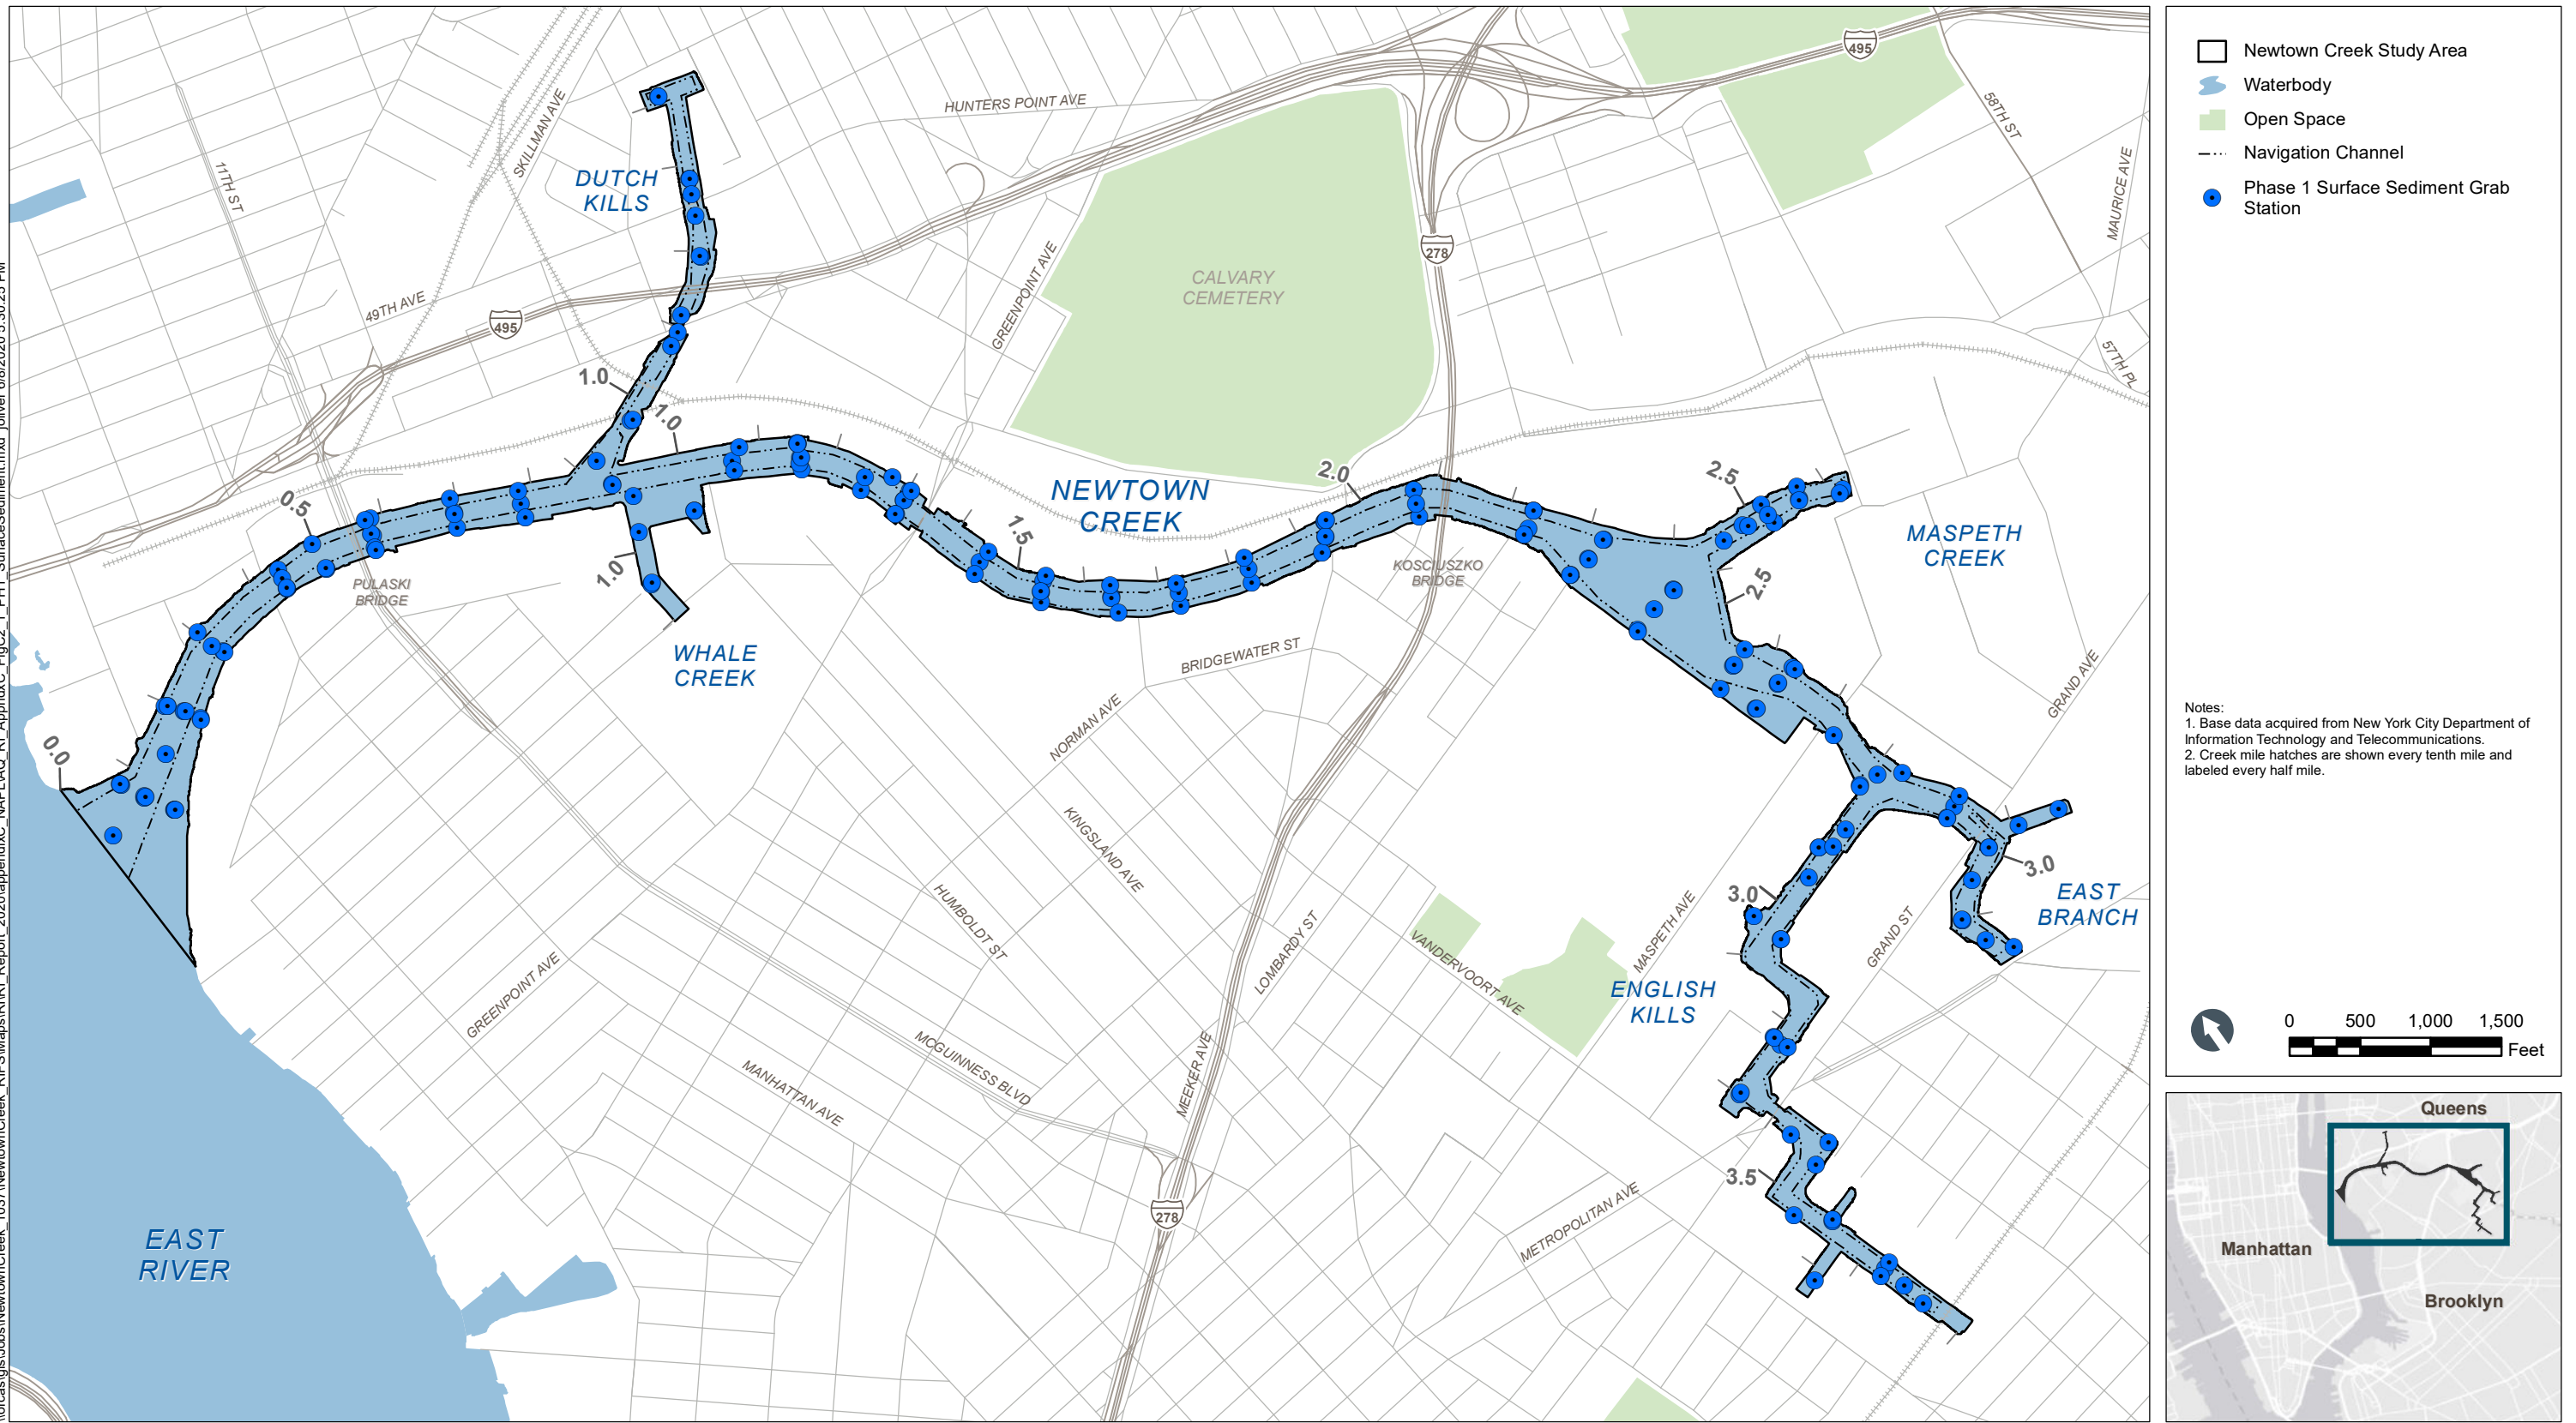 495
58TH ST
MAURICE AVE
57TH PL
HUNTERS POINT AVE
SKILLMAN AVE
11TH ST
DUTCH
KILLS
49TH AVE
495
GREENPOINT AVE
CALVARY
CEMETERY
278
1.0
1.0
0.5
NEWTOWN
CREEK
2.0
2.5
MASPETH
CREEK
1.5
2.5
KOSCIUSZKO
BRIDGE
PULASKI
BRIDGE
1.0
WHALE
CREEK
BRIDGEWATER ST
NORMAN AVE
GRAND AVE
0.0
KINGSLAND AVE
HUMBOLDT ST
LOMBARDY ST
VANDERVOORT AVE
MASPETH AVE
3.0
3.0
EAST
BRANCH
GRAND ST
ENGLISH
KILLS
GREENPOINT AVE
MCGUINNESS BLVD
MANHATTAN AVE
MEEKER AVE
278
3.5
METROPOLITAN AVE
EAST
RIVER
Newtown Creek Study Area
Waterbody
Open Space
Navigation Channel
Phase 1 Surface Sediment Grab
Station
Notes:
1. Base data acquired from New York City Department of
Information Technology and Telecommunications.
2. Creek mile hatches are shown every tenth mile and
labeled every half mile.
0 500 1,000 1,500
Feet
Queens
Manhattan
Brooklyn